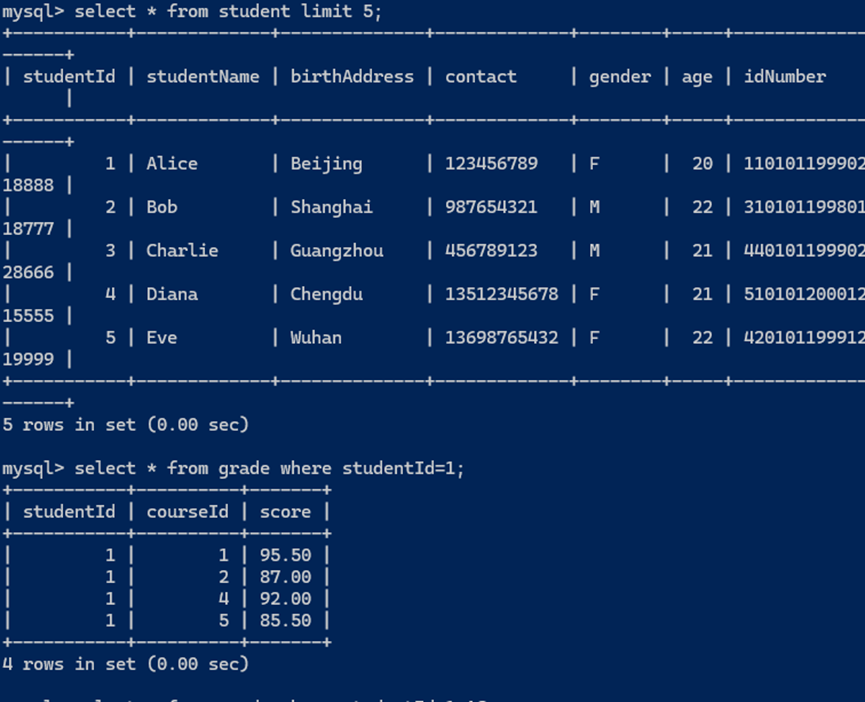 mysql> select * from student limit 5;
+-----------+-------------+--------------+-------------+--------+-----+-------------
------+
| studentId | studentName | birthAddress | contact     | gender | age | idNumber
      |
+-----------+-------------+--------------+-------------+--------+-----+-------------
------+
|         1 | Alice       | Beijing      | 123456789   | F      |  20 | 110101199902
18888 |
|         2 | Bob         | Shanghai     | 987654321   | M      |  22 | 310101199801
18777 |
|         3 | Charlie     | Guangzhou    | 456789123   | M      |  21 | 440101199902
28666 |
|         4 | Diana       | Chengdu      | 13512345678 | F      |  21 | 510101200012
15555 |
|         5 | Eve         | Wuhan        | 13698765432 | F      |  22 | 420101199912
19999 |
+-----------+-------------+--------------+-------------+--------+-----+-------------
------+
5 rows in set (0.00 sec)
mysql> select * from grade where studentId=1;
+-----------+----------+-------+
| studentId | courseId | score |
+-----------+----------+-------+
|         1 |        1 | 95.50 |
|         1 |        2 | 87.00 |
|         1 |        4 | 92.00 |
|         1 |        5 | 85.50 |
+-----------+----------+-------+
4 rows in set (0.00 sec)